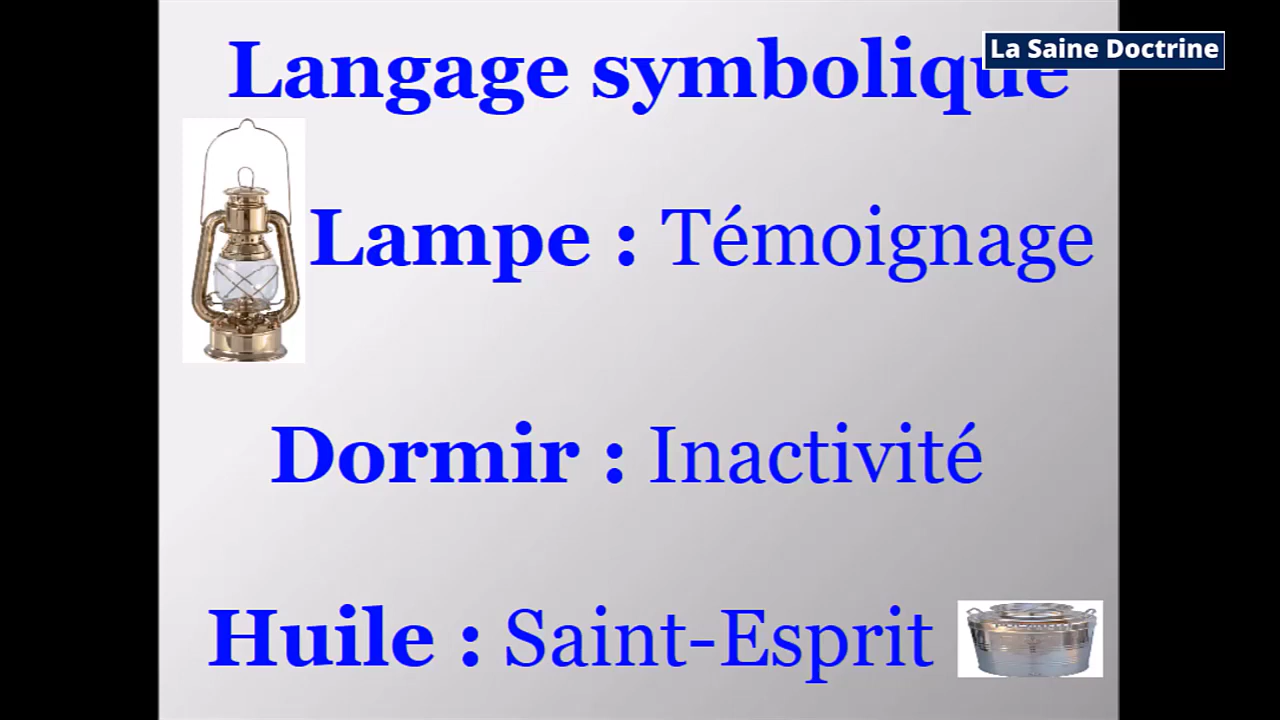 La Saine Doctrine
Langage symbolique
Lampe : Témoignage
Dormir : Inactivité
Huile : Saint-Esprit